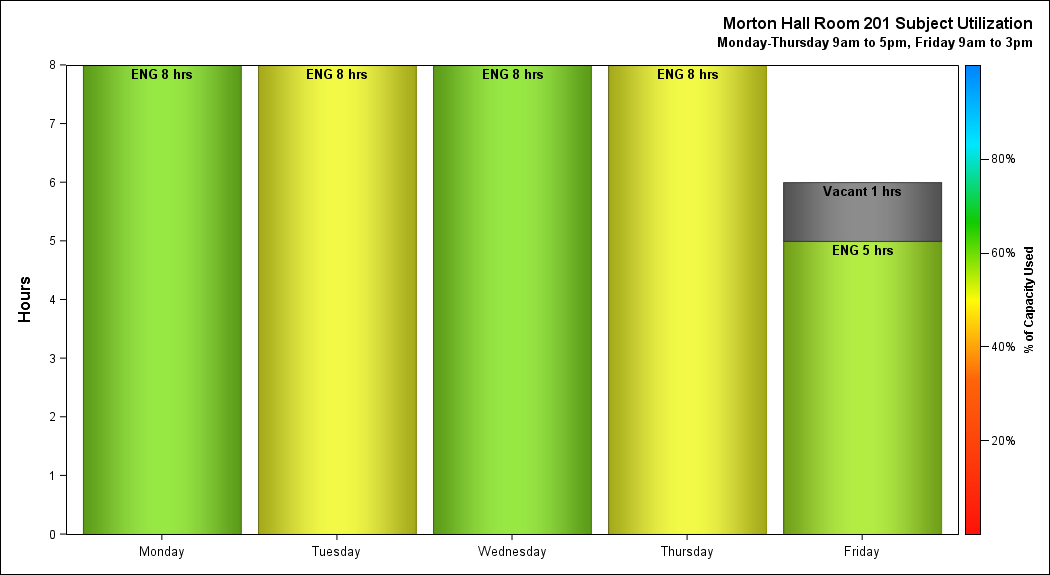 Morton Hall Room 201 Subject Utilization
Monday-Thursday 9am to 5pm, Friday 9am to 3pm
Hours
8
7
6
5
4
3
2
1
0
ENG 8 hrs
ENG 8 hrs
ENG 8 hrs
ENG 8 hrs
Vacant 1 hrs
ENG 5 hrs
Monday
Tuesday
Wednesday
Thursday
Friday
80%
60%
40%
20%
% of Capacity Used